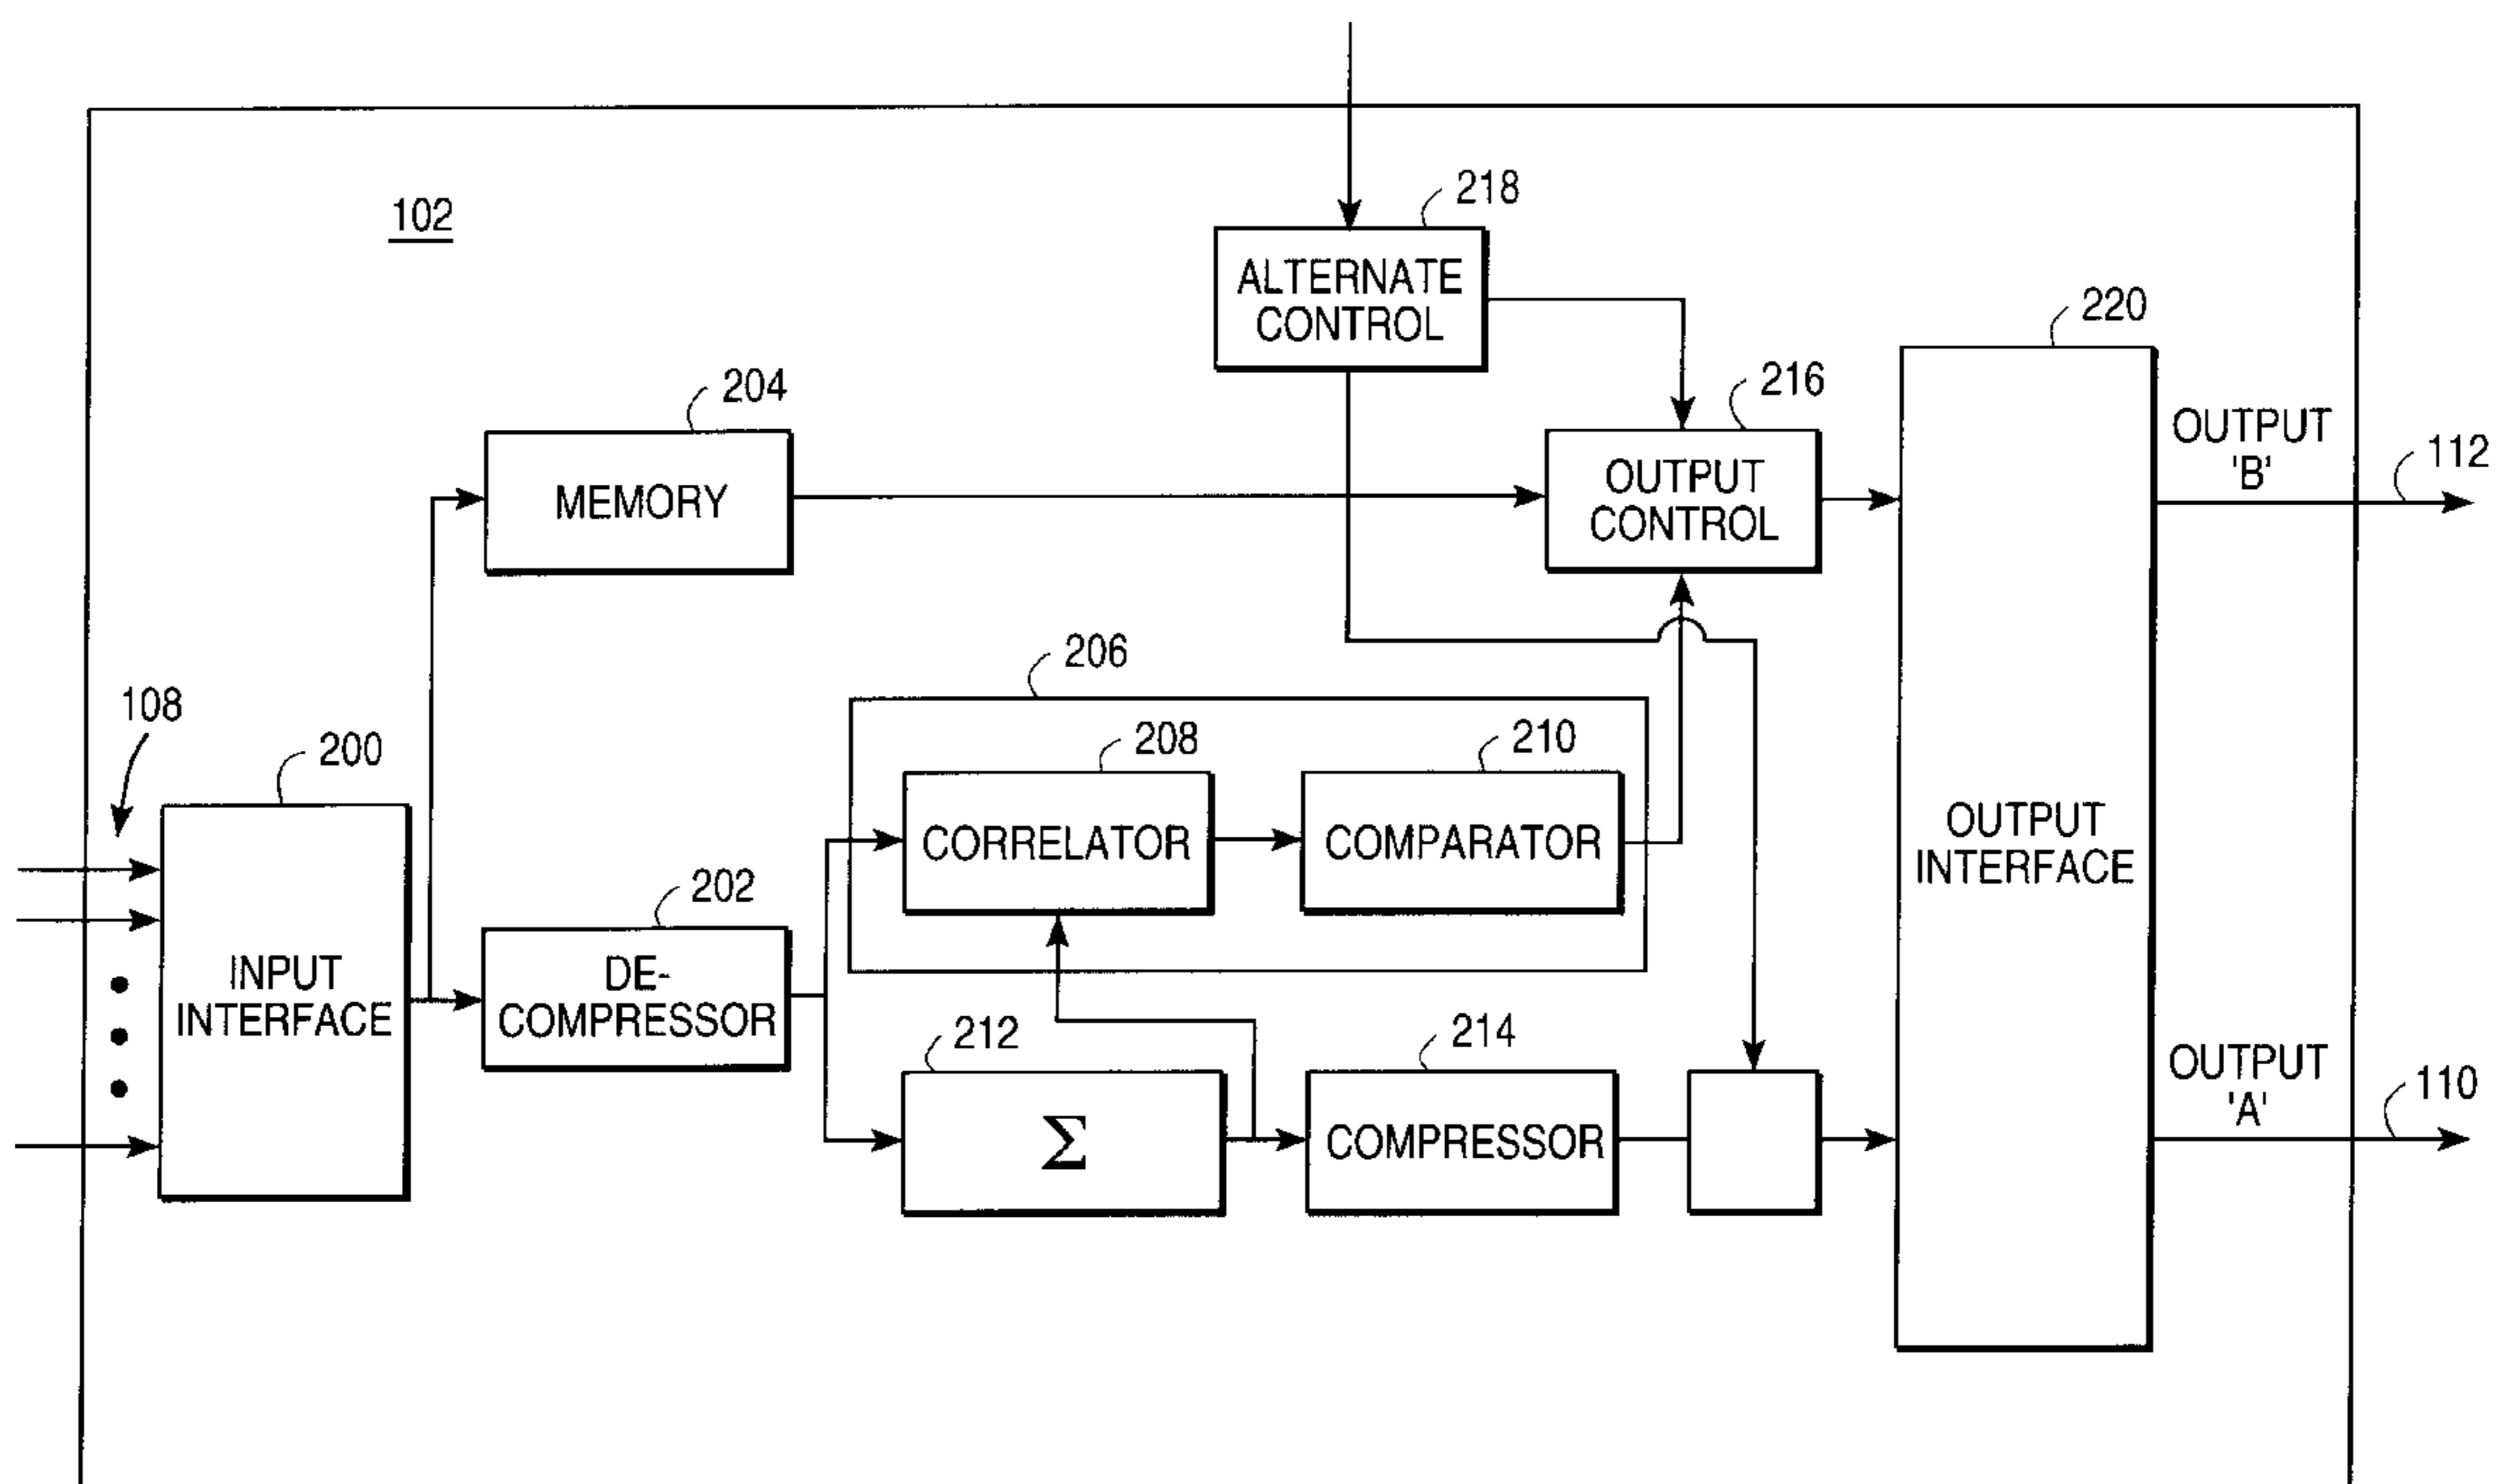 102
218
ALTERNATE
CONTROL
220
204
216
MEMORY
OUTPUT
CONTROL
OUTPUT
'B'
112
206
108
200
208
210
CORRELATOR
COMPARATOR
OUTPUT
INTERFACE
202
INPUT
INTERFACE
DE-
COMPRESSOR
212
214
Σ
COMPRESSOR
OUTPUT
'A'
110